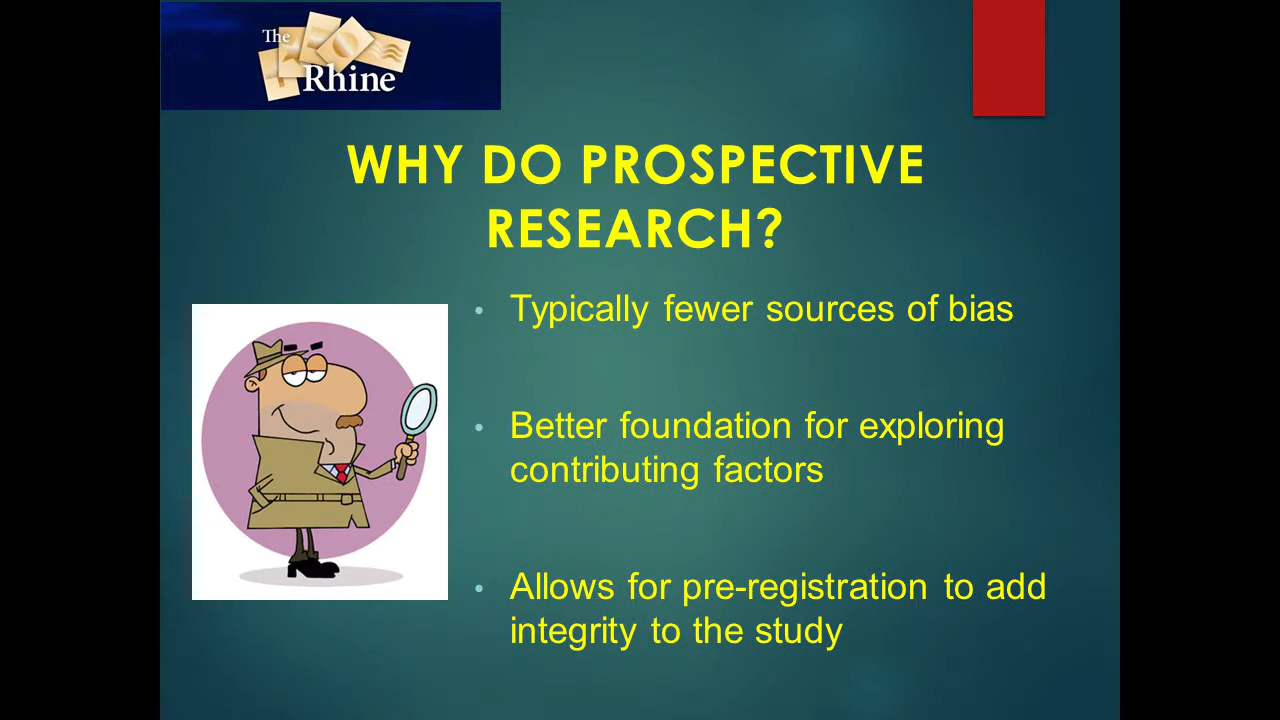 The
Rhine
WHY DO PROSPECTIVE
RESEARCH?
• Typically fewer sources of bias
• Better foundation for exploring
contributing factors
• Allows for pre-registration to add
integrity to the study